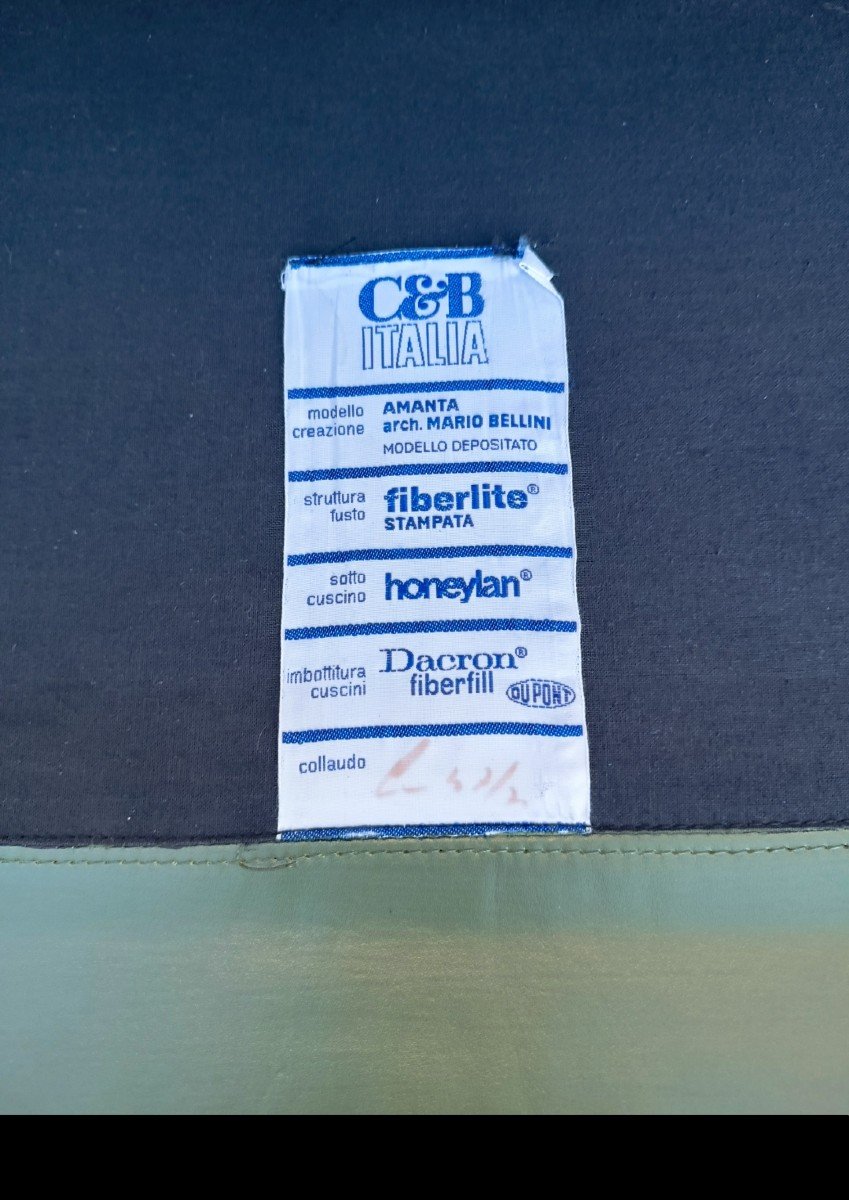 C&B
ITALIA
modello AMANTA
creazione arch. MARIO BELLINI
MODELLO DEPOSITATO
struttura fiberlite®
fusto STAMPATA
sotto
cuscino honeylan®
imbottitura Dacron®
cuscini fiberfill DU PONT
collaudo